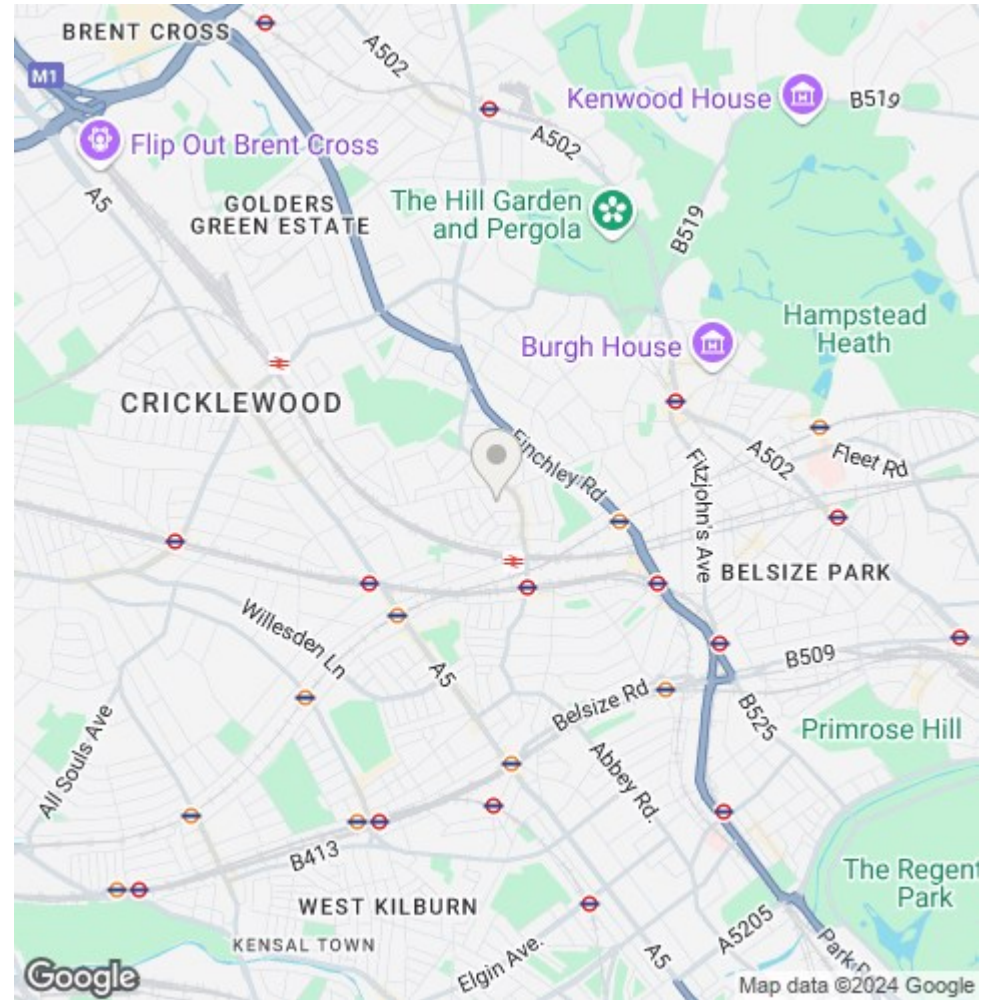 BRENT CROSS
A502
M1
Kenwood House
B519
Flip Out Brent Cross
A502
A5
GOLDERS
GREEN ESTATE
The Hill Garden
and Pergola
B519
Hampstead
Heath
Burgh House
CRICKLEWOOD
Finchley Rd
A502
Fleet Rd
Fitzjohn's Ave
BELSIZE PARK
Willesden Ln
B509
A5
Belsize Rd
B525
Primrose Hill
All Souls Ave
Abbey Rd.
B413
The Regent
Park
WEST KILBURN
A5205
KENSAL TOWN
Elgin Ave.
A5
Park R
Google
Map data ©2024 Google